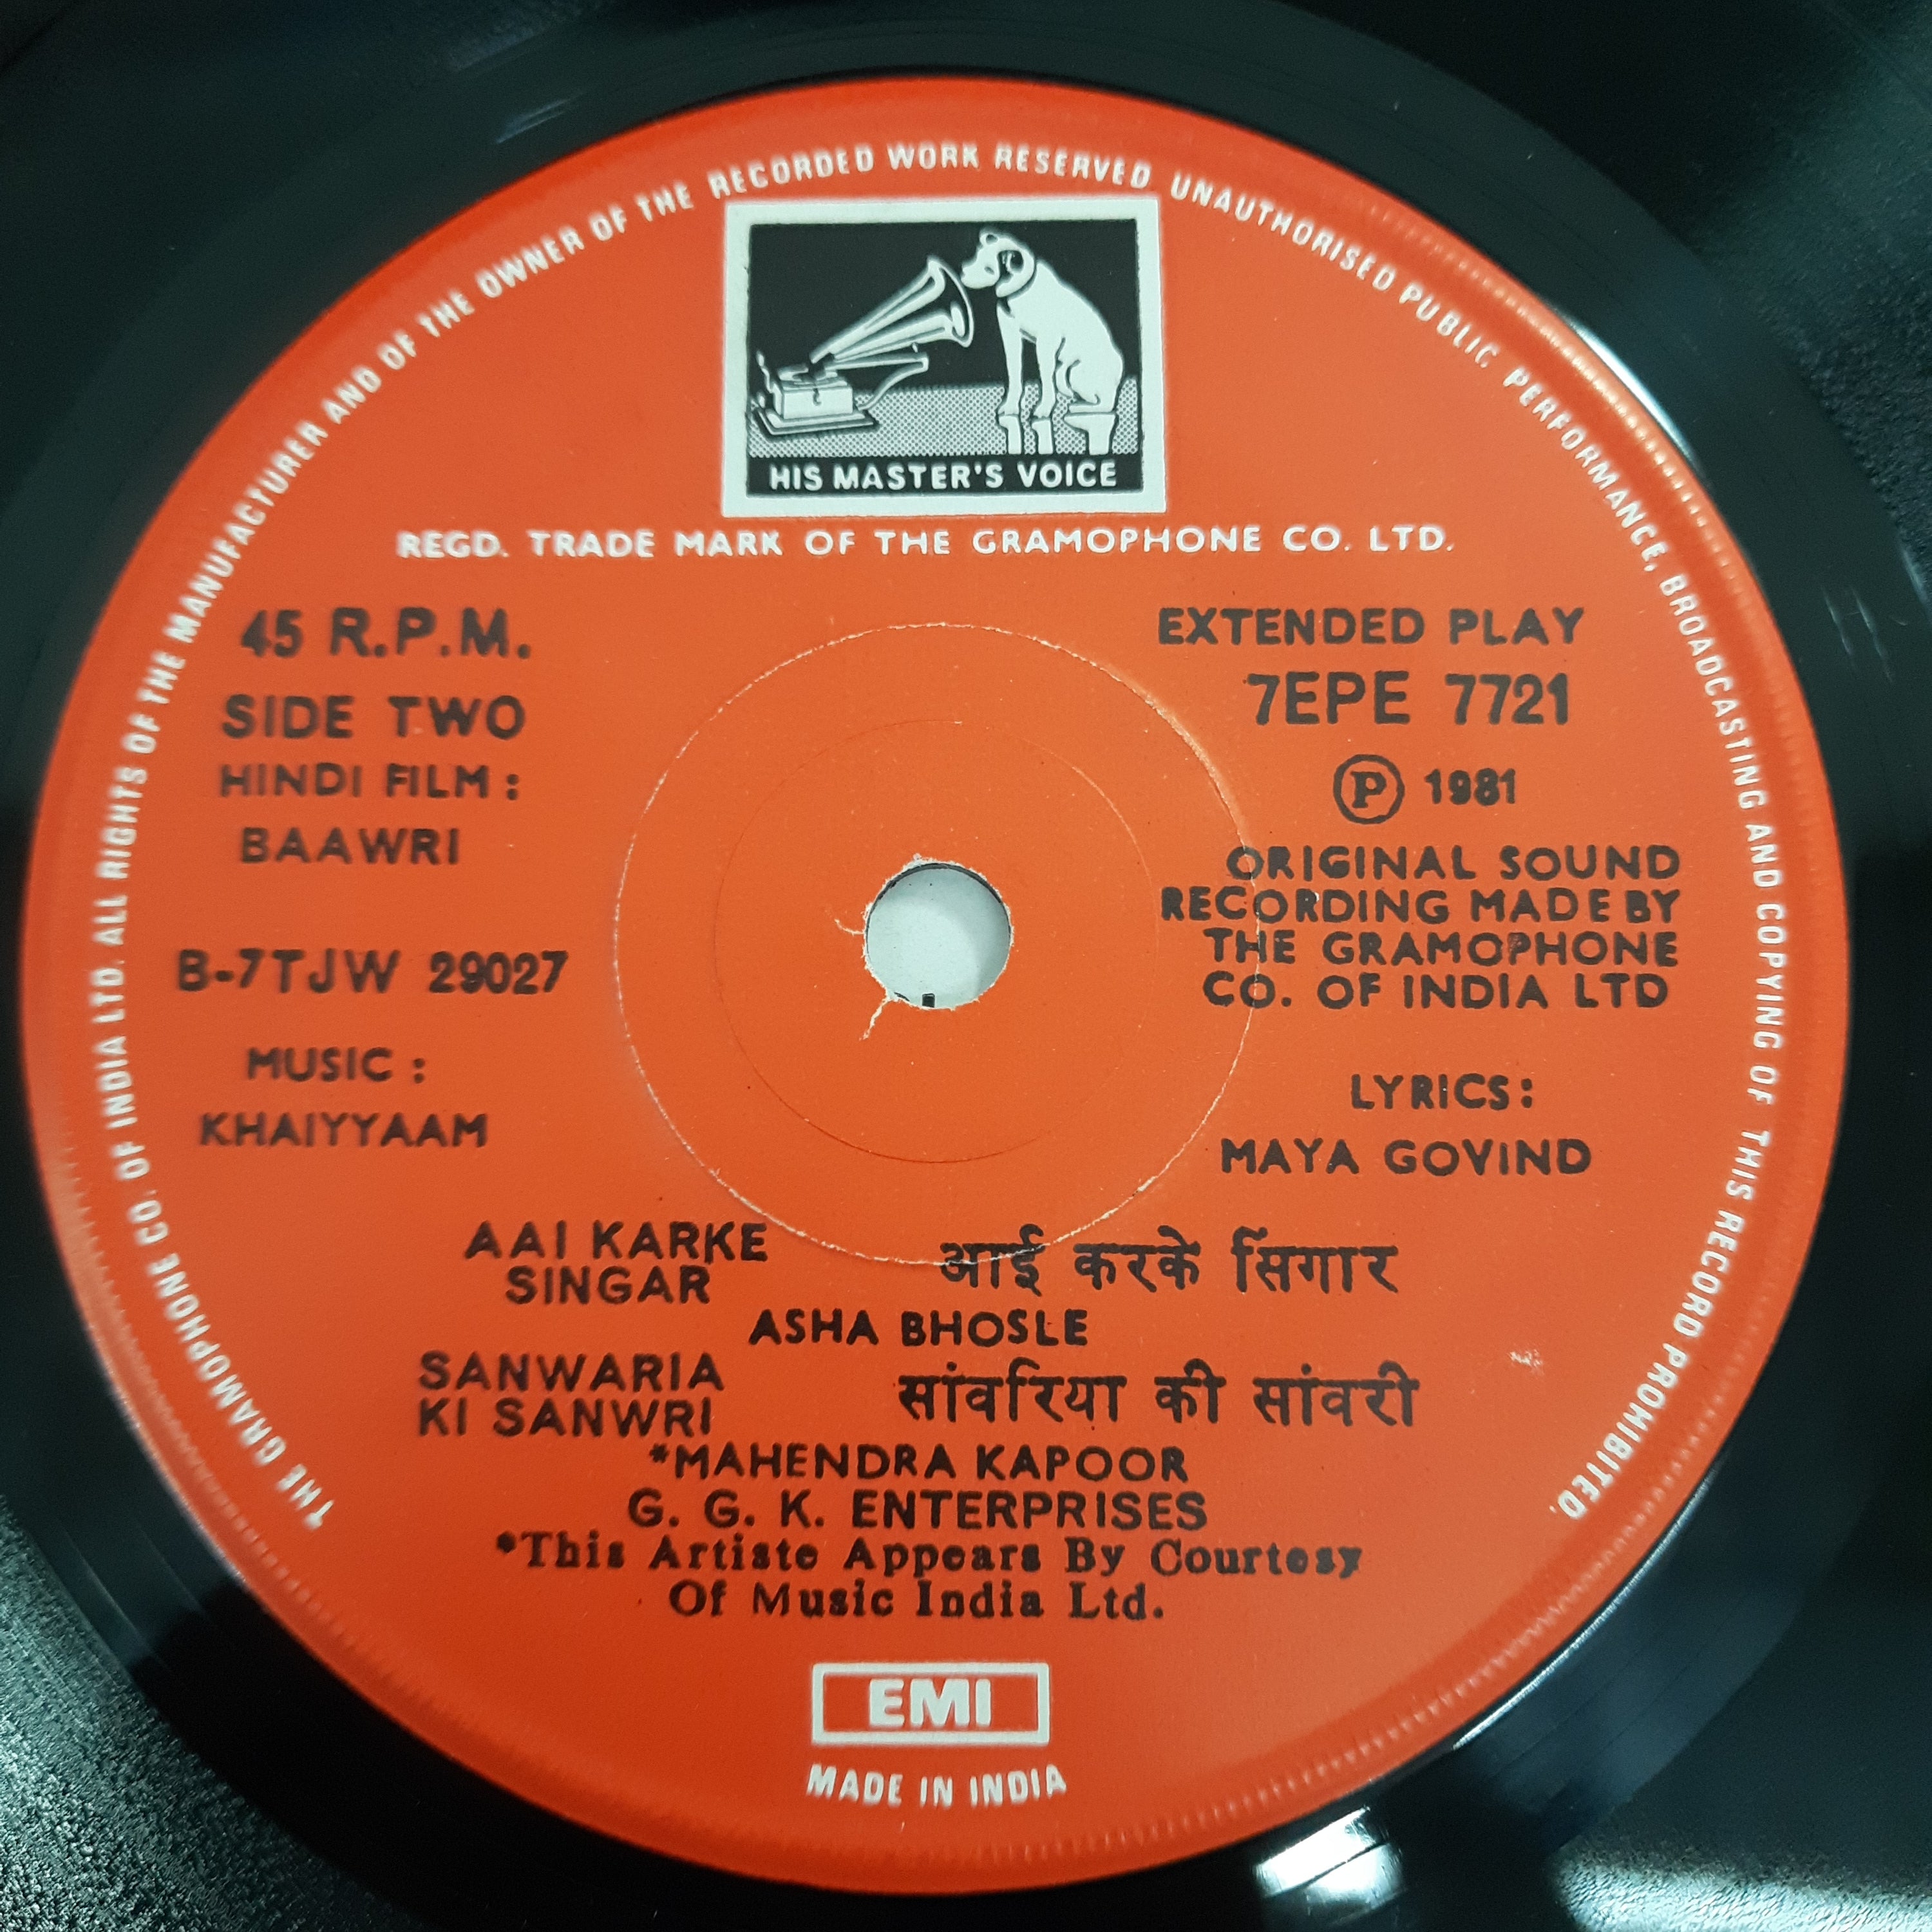 THE GRAMOPHONE CO. OF INDIA LTD. ALL RIGHTS OF THE MANUFACTURER AND OF THE OWNER OF THE RECORDED WORK RESERVED UNAUTHORISED PUBLIC. PERFORMANCE, BROADCASTING AND COPYING OF THIS RECORD PROHIBITED.
HIS MASTER'S VOICE
REGD. TRADE MARK OF THE GRAMOPHONE CO. LTD.
45 R.P.M.
SIDE TWO
HINDI FILM :
BAAWRI
B-7TJW 29027
MUSIC :
KHAIYYAAM
EXTENDED PLAY
7EPE 7721
Ⓟ 1981
ORIGINAL SOUND
RECORDING MADE BY
THE GRAMOPHONE
CO. OF INDIA LTD
LYRICS :
MAYA GOVIND
AAI KARKE
SINGAR
आई करके सिंगार
ASHA BHOSLE
SANWARIA
KI SANWRI
सांवरिया की सांवरी
*MAHENDRA KAPOOR
G. G. K. ENTERPRISES
*This Artiste Appears By Courtesy
Of Music India Ltd.
EMI
MADE IN INDIA